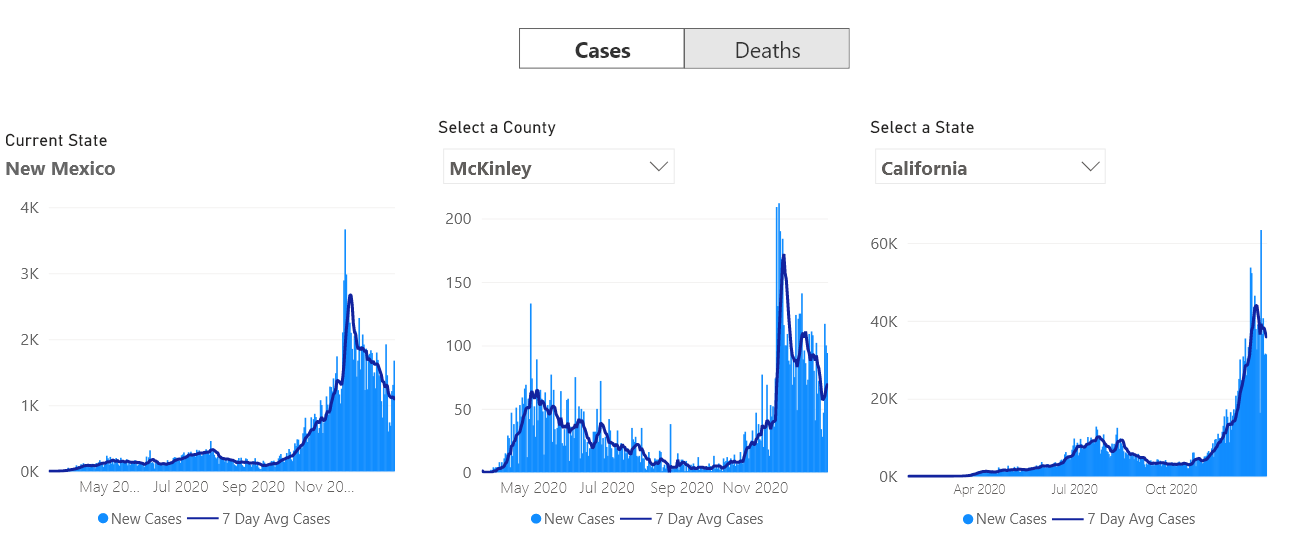 Cases Deaths
Current State
New Mexico
4K
3K
2K
1K
0K
May 20... Jul 2020 Sep 2020 Nov 20...
New Cases 7 Day Avg Cases
Select a County
McKinley
200
150
100
50
0
May 2020 Jul 2020 Sep 2020 Nov 2020
New Cases 7 Day Avg Cases
Select a State
California
60K
40K
20K
0K
Apr 2020 Jul 2020 Oct 2020
New Cases 7 Day Avg Cases